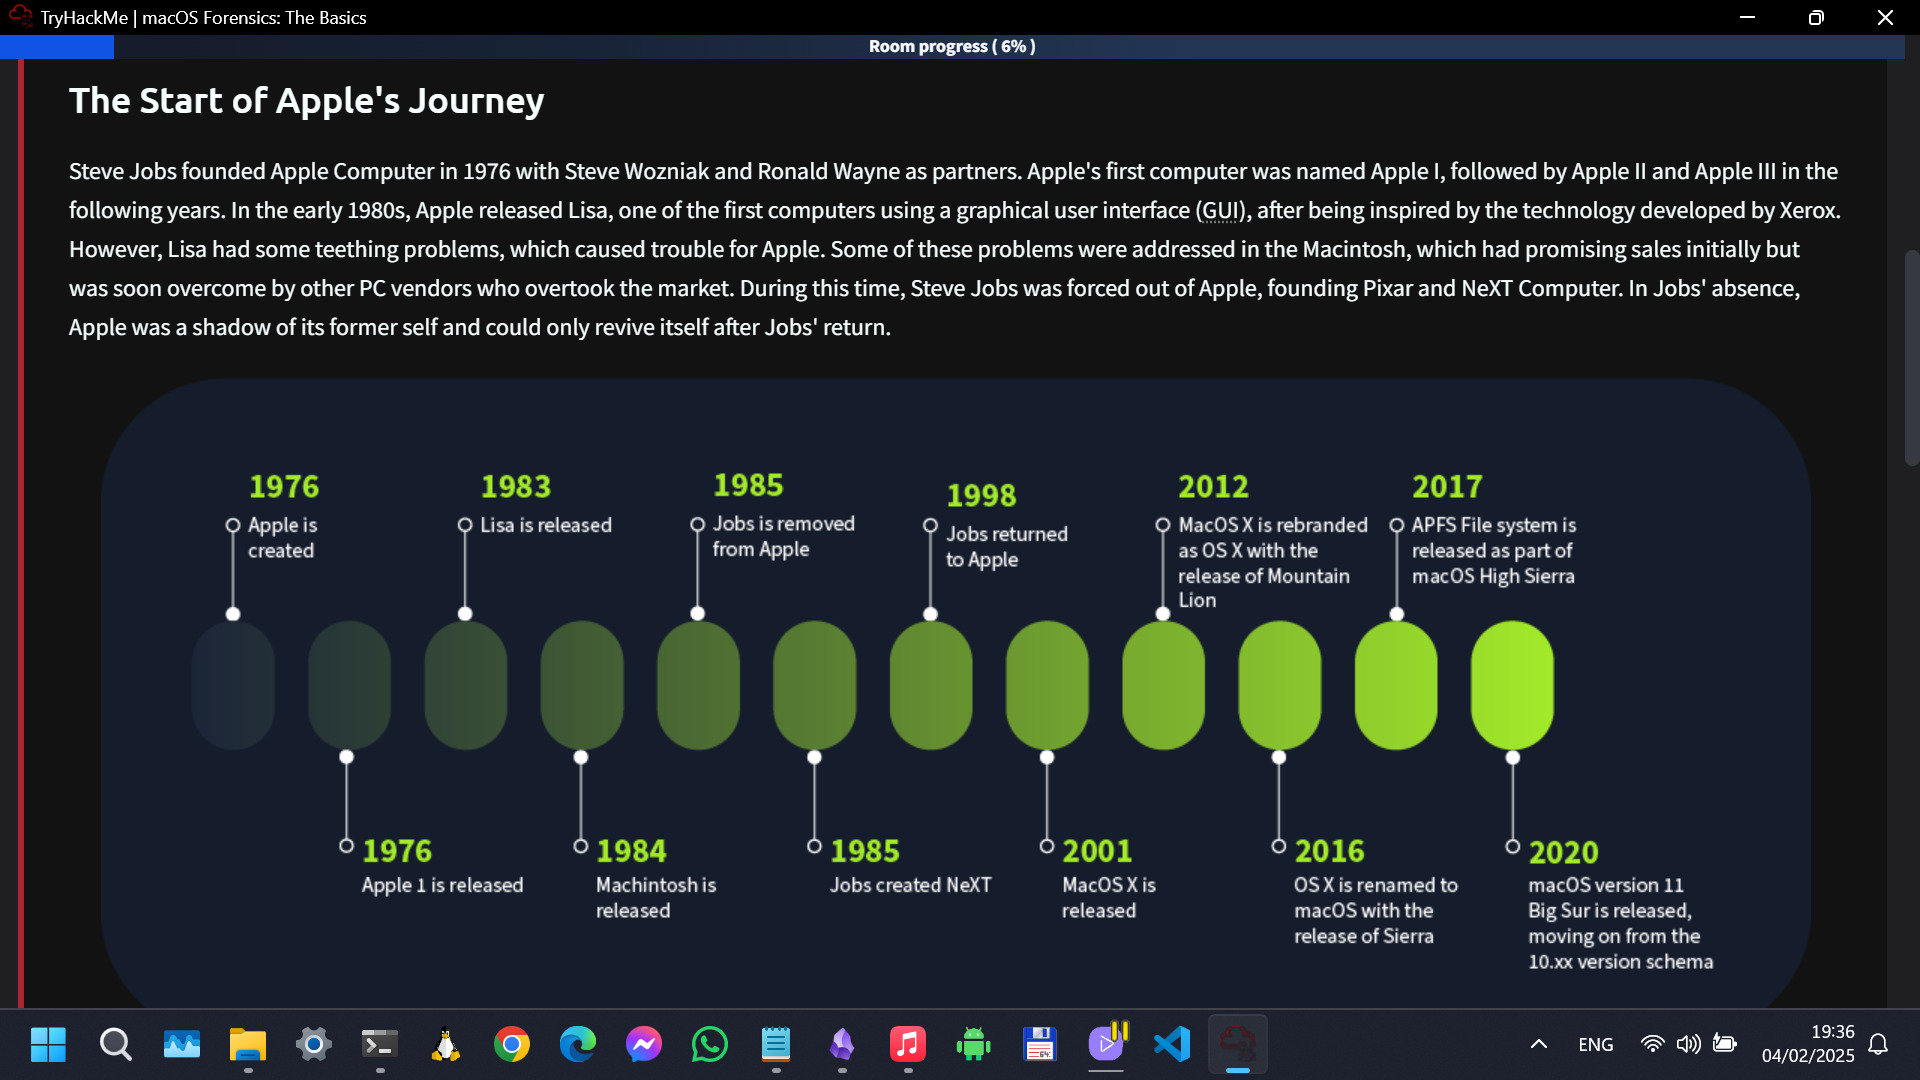 TryHackMe | macOS Forensics: The Basics
Room progress ( 6% )
The Start of Apple's Journey
Steve Jobs founded Apple Computer in 1976 with Steve Wozniak and Ronald Wayne as partners. Apple's first computer was named Apple I, followed by Apple II and Apple III in the
following years. In the early 1980s, Apple released Lisa, one of the first computers using a graphical user interface (GUI), after being inspired by the technology developed by Xerox.
However, Lisa had some teething problems, which caused trouble for Apple. Some of these problems were addressed in the Macintosh, which had promising sales initially but
was soon overcome by other PC vendors who overtook the market. During this time, Steve Jobs was forced out of Apple, founding Pixar and NeXT Computer. In Jobs' absence,
Apple was a shadow of its former self and could only revive itself after Jobs' return.
1976
Apple is
created
1983
Lisa is released
1985
Jobs is removed
from Apple
1998
Jobs returned
to Apple
2012
MacOS X is rebranded
as OS X with the
release of Mountain
Lion
2017
APFS File system is
released as part of
macOS High Sierra
1976
Apple 1 is released
1984
Machintosh is
released
1985
Jobs created NeXT
2001
MacOS X is
released
2016
OS X is renamed to
macOS with the
release of Sierra
2020
macOS version 11
Big Sur is released,
moving on from the
10.xx version schema
64
ENG
19:36
04/02/2025